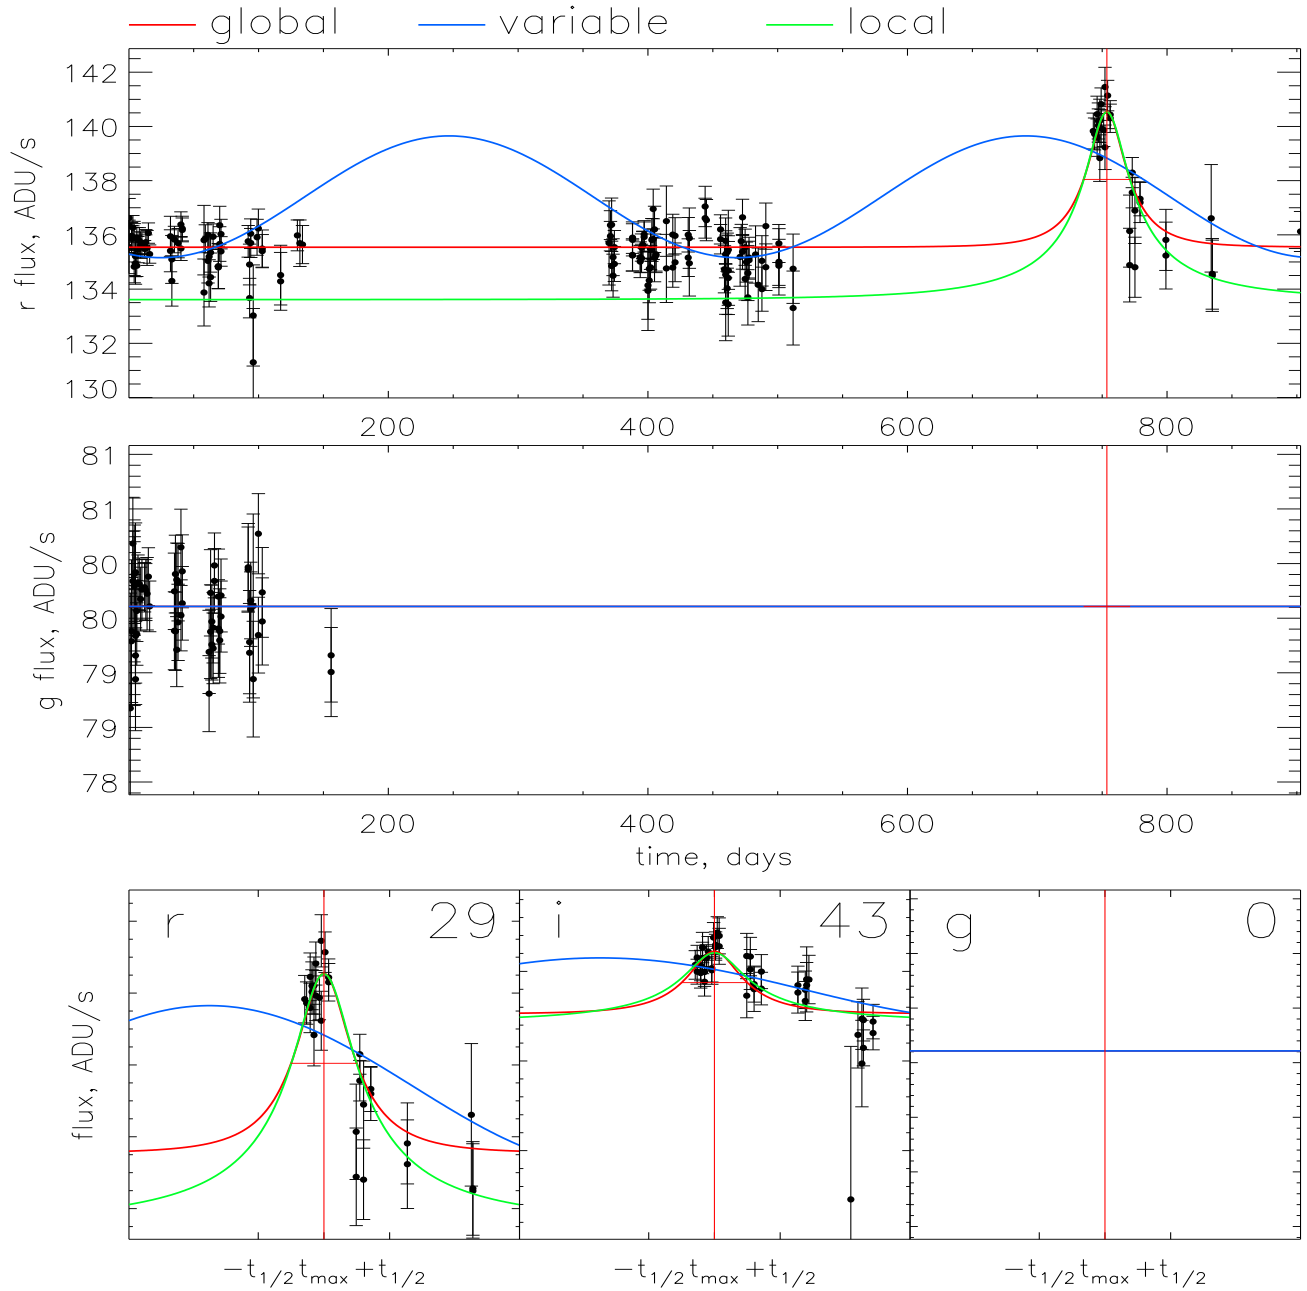 global variable local
142
140
138
136
134
132
130
r flux, ADU/s
200 400 600 800
81
81
80
80
79
79
78
g flux, ADU/s
200 400 600 800
time, days
r 29 i 43 g 0
flux, ADU/s
-t1/2 tmax +t1/2 -t1/2 tmax +t1/2 -t1/2 tmax +t1/2